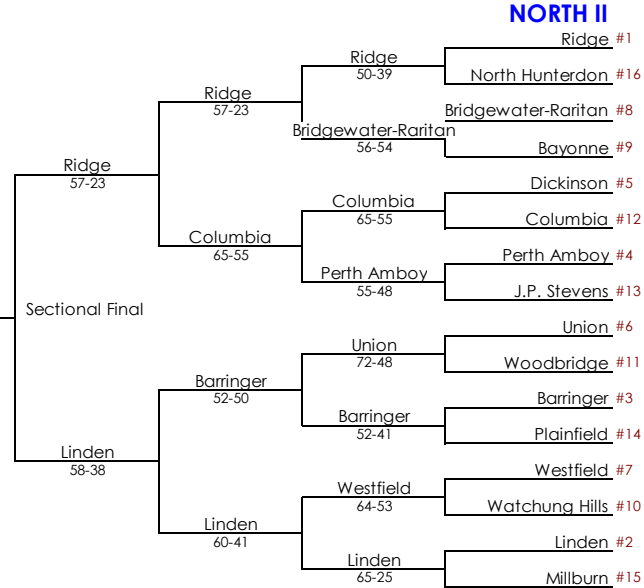 NORTH II
Ridge #1
Ridge
50-39
North Hunterdon #16
Ridge
57-23
Bridgewater-Raritan #8
Bridgewater-Raritan
56-54
Bayonne #9
Ridge
57-23
Dickinson #5
Columbia
65-55
Columbia #12
Columbia
65-55
Perth Amboy #4
Perth Amboy
55-48
J.P. Stevens #13
Sectional Final
Union #6
Union
72-48
Woodbridge #11
Barringer
52-50
Barringer #3
Barringer
52-41
Plainfield #14
Linden
58-38
Westfield #7
Westfield
64-53
Watchung Hills #10
Linden
60-41
Linden #2
Linden
65-25
Millburn #15